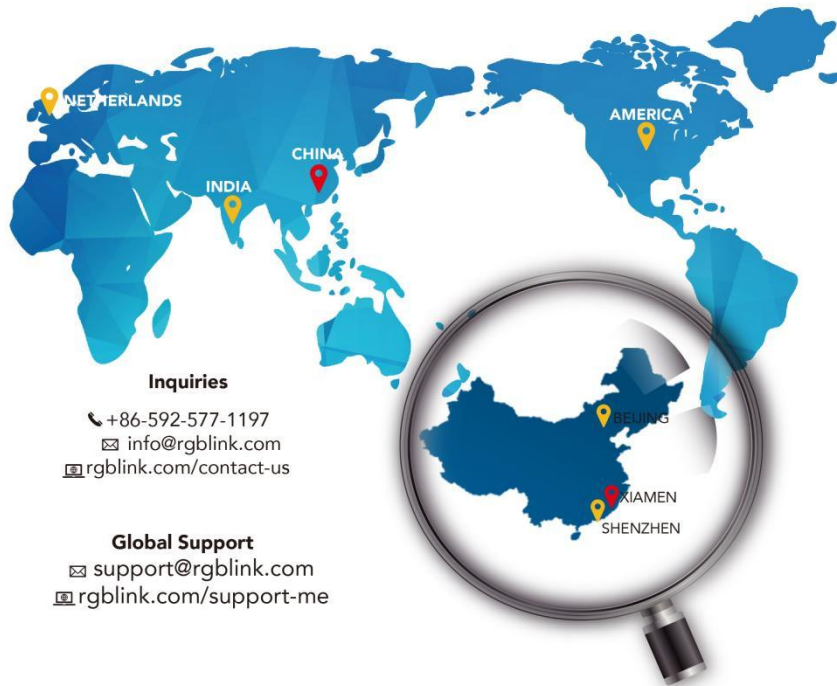 NETHERLANDS
AMERICA
CHINA
INDIA
Inquiries
+86-592-577-1197
info@rgblink.com
rgblink.com/contact-us
BEIJING
XIAMEN
SHENZHEN
Global Support
support@rgblink.com
rgblink.com/support-me